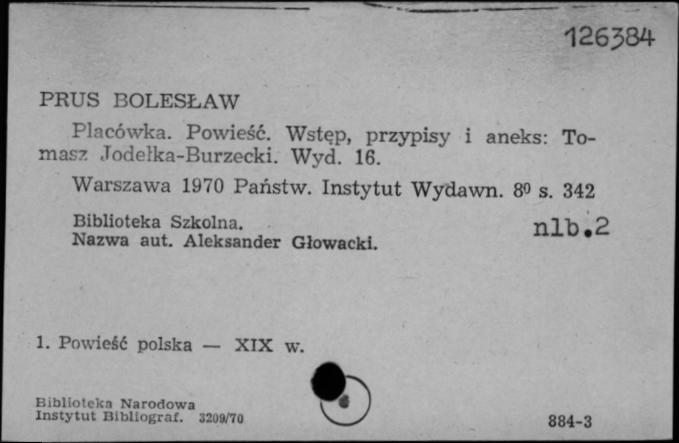 126384
PRUS BOLESŁAW
Placówka. Powieść. Wstęp, przypisy i aneks: To-
masz Jodełka-Burzecki. Wyd. 16.
Warszawa 1970 Państw. Instytut Wydawn. 8⁰ s. 342
nlb.2
Biblioteka Szkolna.
Nazwa aut. Aleksander Głowacki.
1. Powieść polska — XIX w.
Biblioteka Narodowa
Instytut Bibliograf. 3209/70
884-3